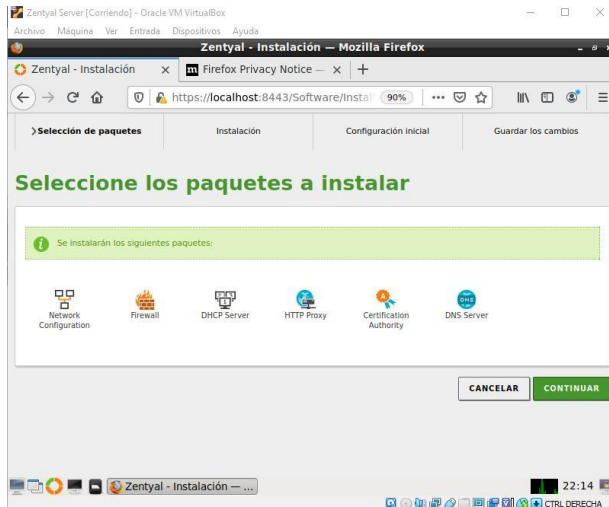 Zentyal Server [Corriendo] - Oracle VM VirtualBox
Archivo Máquina Ver Entrada Dispositivos Ayuda
Zentyal - Instalación — Mozilla Firefox
Zentyal - Instalación
m Firefox Privacy Notice —
https://localhost:8443/Software/Instal
90%
Selección de paquetes
Instalación
Configuración inicial
Guardar los cambios
Seleccione los paquetes a instalar
i Se instalarán los siguientes paquetes:
Network
Configuration
Firewall
DHCP Server
HTTP Proxy
Certification
Authority
DNS
DNS Server
CANCELAR
CONTINUAR
Zentyal - Instalación — ...
22:14
CTRL DERECHA